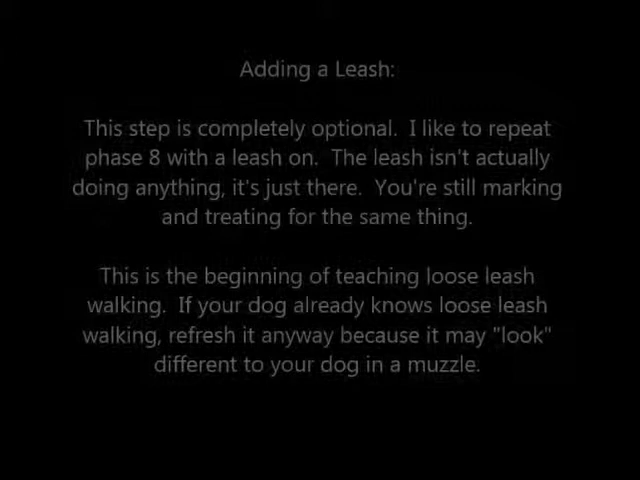 Adding a Leash:
This step is completely optional.  I like to repeat
phase 8 with a leash on.  The leash isn't actually
doing anything, it's just there.  You're still marking
and treating for the same thing.
This is the beginning of teaching loose leash
walking.  If your dog already knows loose leash
walking, refresh it anyway because it may "look"
different to your dog in a muzzle.